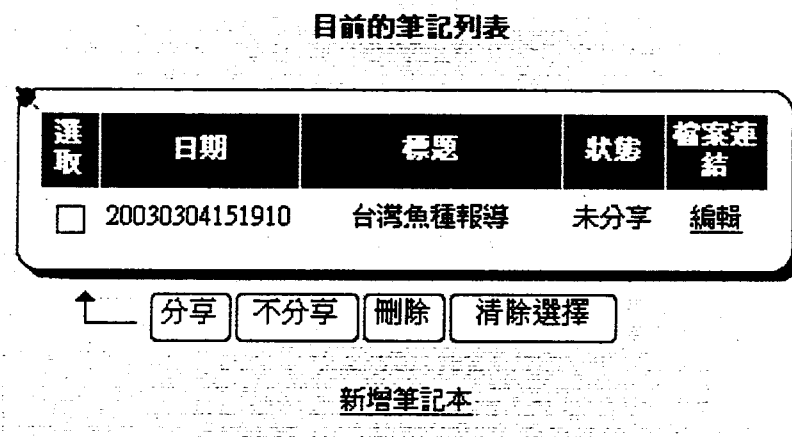 目前的筆記列表
選取 日期 標題 狀態 檔案連結
20030304151910 台灣魚種報導 未分享 編輯
分享 不分享 刪除 清除選擇
新增筆記本